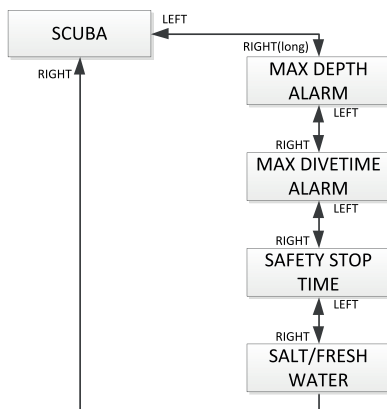 SCUBA
LEFT
RIGHT(long)
RIGHT
MAX DEPTH
ALARM
LEFT
RIGHT
MAX DIVETIME
ALARM
LEFT
RIGHT
SAFETY STOP
TIME
LEFT
RIGHT
SALT/FRESH
WATER